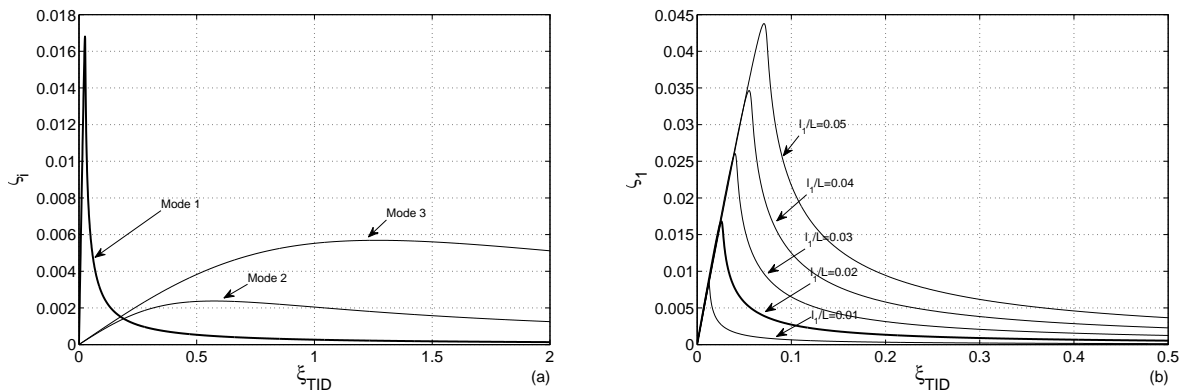 0.018
0.016
0.014
0.012
0.01
0.008
0.006
0.004
0.002
0
ζi
Mode 1
Mode 3
Mode 2
0 0.5 1 1.5 2
ξTID
(a)
0.045
0.04
0.035
0.03
0.025
0.02
0.015
0.01
0.005
0
ζ1
l1/L=0.05
l1/L=0.04
l1/L=0.03
l1/L=0.02
l1/L=0.01
0 0.1 0.2 0.3 0.4 0.5
ξTID
(b)